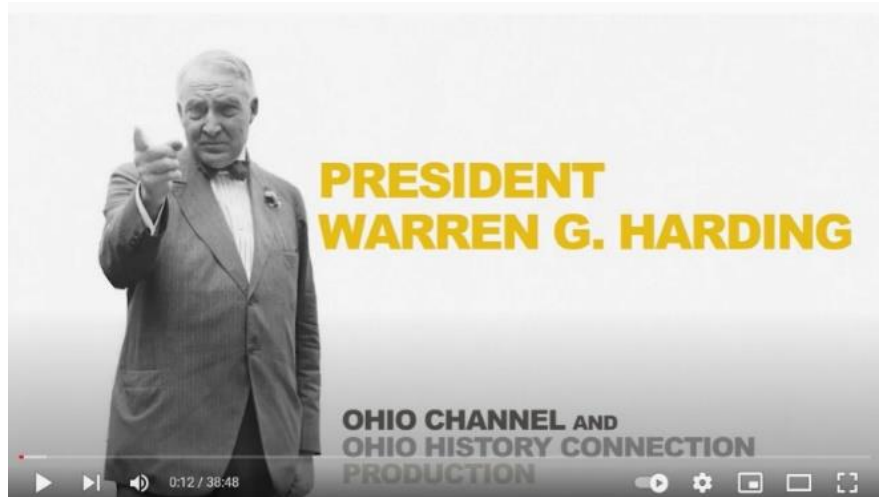 PRESIDENT
WARREN G. HARDING
OHIO CHANNEL AND
OHIO HISTORY CONNECTION
PRODUCTION
0:12 / 38:48